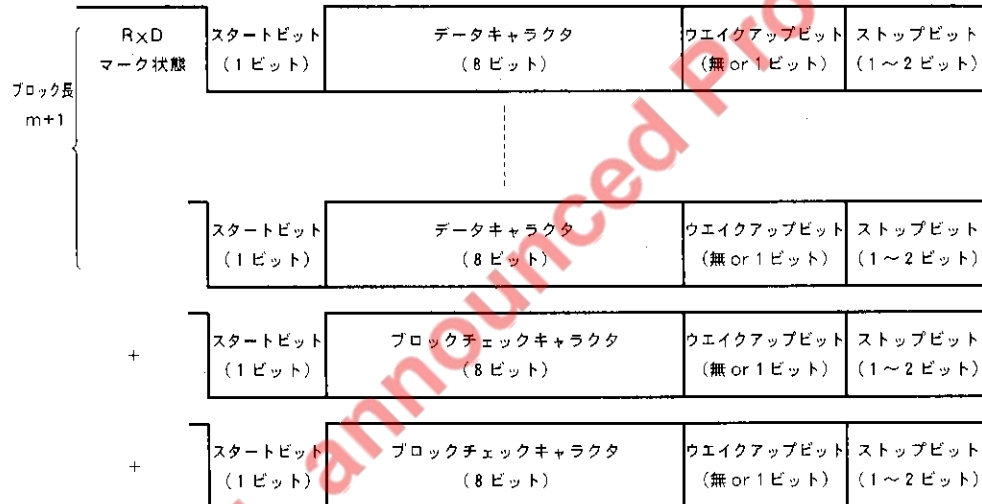 RxD
マーク状態
スタートビット
(1ビット)
データキャラクタ
(8ビット)
ウエイクアップビット
(無or1ビット)
ストップビット
(1〜2ビット)
ブロック長
m+1
スタートビット
(1ビット)
データキャラクタ
(8ビット)
ウエイクアップビット
(無or1ビット)
ストップビット
(1〜2ビット)
+
スタートビット
(1ビット)
ブロックチェックキャラクタ
(8ビット)
ウエイクアップビット
(無or1ビット)
ストップビット
(1〜2ビット)
+
スタートビット
(1ビット)
ブロックチェックキャラクタ
(8ビット)
ウエイクアップビット
(無or1ビット)
ストップビット
(1〜2ビット)
announced Pro